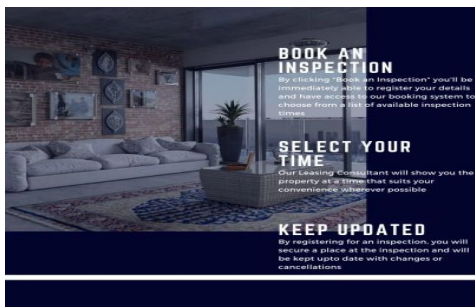 BOOK AN
INSPECTION
By clicking "Book an Inspection" you'll be
immediately able to register your details
and have access to our booking system to
choose from a list of available inspection
times
SELECT YOUR
TIME
Our Leasing Consultant will show you the
property at a time that suits your
convenience wherever possible
KEEP UPDATED
By registering for an inspection, you will
secure a place at the inspection and will
be kept upto date with changes or
cancellations